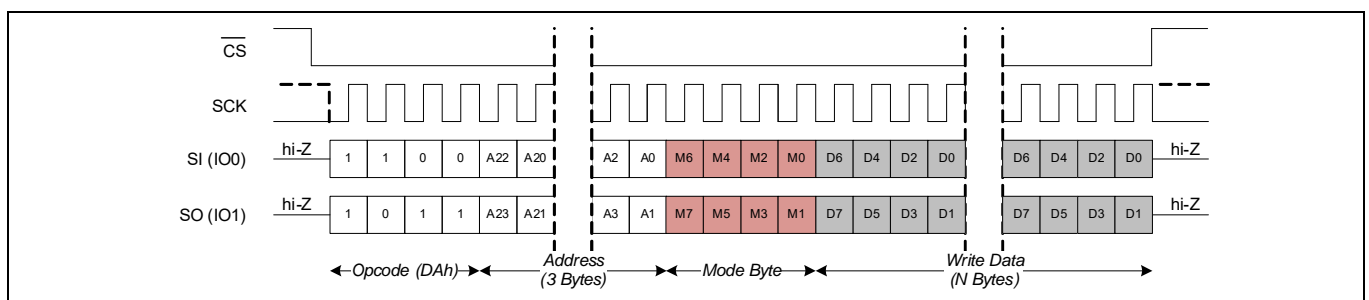 CS
SCK
SI (IO0) hi-Z 1 1 0 0 A22 A20 A2 A0 M6 M4 M2 M0 D6 D4 D2 D0 D6 D4 D2 D0 hi-Z
SO (IO1) hi-Z 1 0 1 1 A23 A21 A3 A1 M7 M5 M3 M1 D7 D5 D3 D1 D7 D5 D3 D1 hi-Z
Opcode (DAh) Address Mode Byte Write Data
(3 Bytes) (N Bytes)